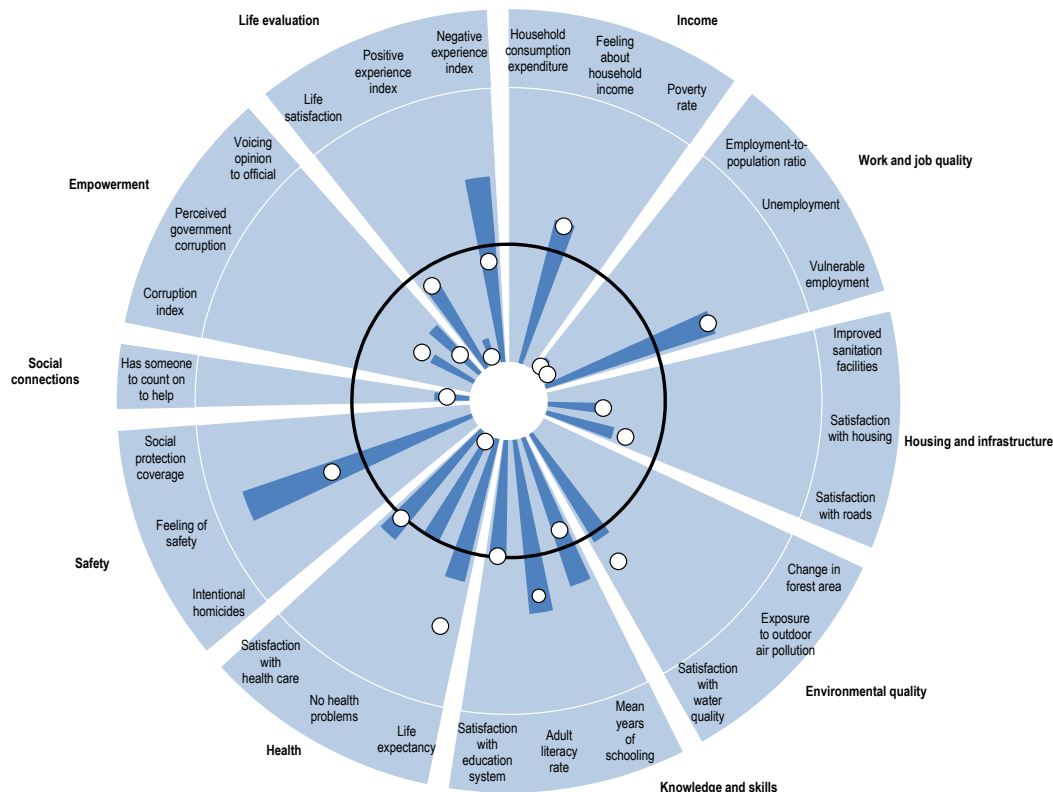 Life evaluation
Negative
experience
index
Positive
experience
index
Life
satisfaction
Income
Household
consumption
expenditure
Feeling
about
household
income
Poverty
rate
Work and job quality
Employment-to-
population ratio
Unemployment
Vulnerable
employment
Housing and infrastructure
Improved
sanitation
facilities
Satisfaction
with housing
Satisfaction
with roads
Environmental quality
Change in
forest area
Exposure
to outdoor
air pollution
Satisfaction
with
water
quality
Knowledge and skills
Mean
years
of
schooling
Adult
literacy
rate
Satisfaction
with
education
system
Health
Life
expectancy
No health
problems
Satisfaction
with
health care
Safety
Intentional
homicides
Feeling of
safety
Social
protection
coverage
Social
connections
Has someone
to count on
to help
Empowerment
Corruption
index
Perceived
government
corruption
Voicing
opinion
to official